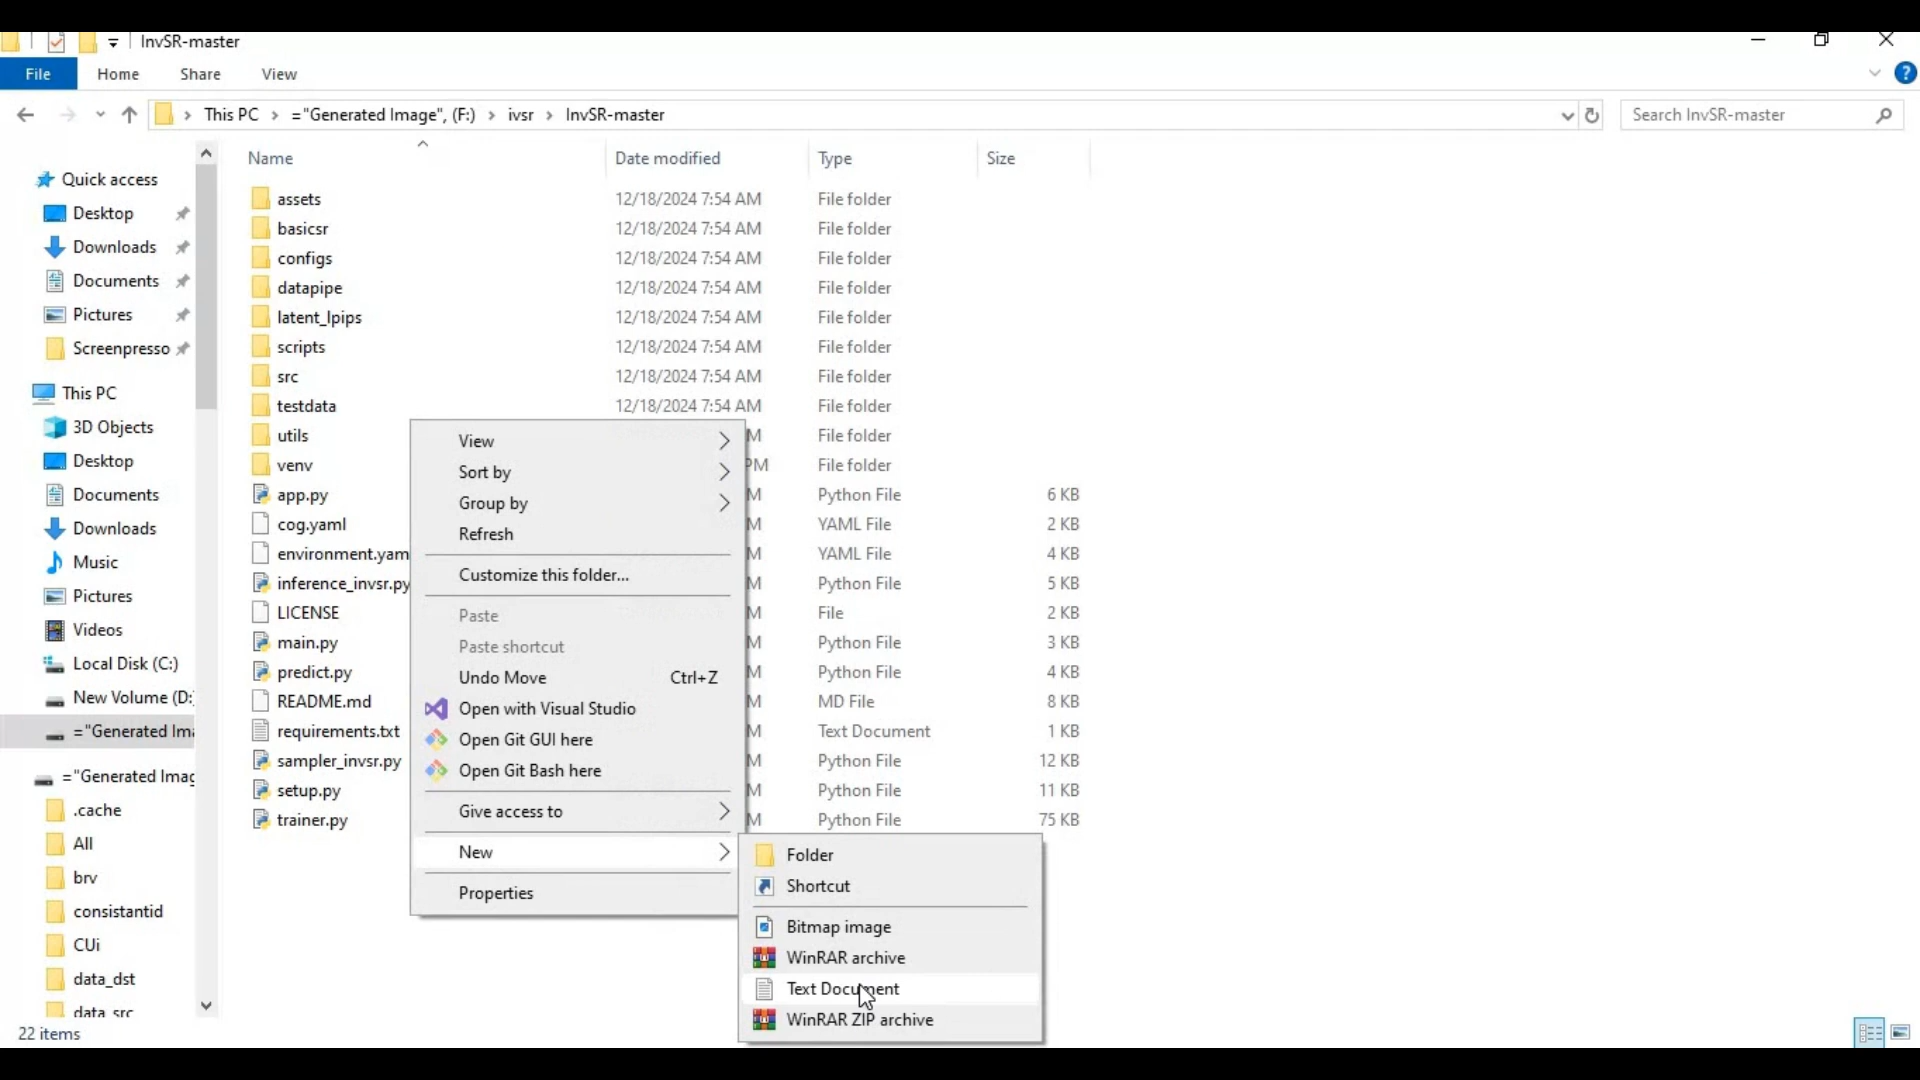 InvSR-master
File Home Share View
This PC ="Generated Image", (F:) ivsr InvSR-master Search InvSR-master
Name Date modified Type Size
Quick access
Desktop
Downloads
Documents
Pictures
Screenpresso
This PC
3D Objects
Desktop
Documents
Downloads
Music
Pictures
Videos
Local Disk (C:)
New Volume (D:
="Generated Ima
="Generated Imag
.cache
All
brv
consistantid
CUi
data_dst
data_src
assets 12/18/2024 7:54 AM File folder
basicsr 12/18/2024 7:54 AM File folder
configs 12/18/2024 7:54 AM File folder
datapipe 12/18/2024 7:54 AM File folder
latent_lpips 12/18/2024 7:54 AM File folder
scripts 12/18/2024 7:54 AM File folder
src 12/18/2024 7:54 AM File folder
testdata 12/18/2024 7:54 AM File folder
utils M File folder
venv PM File folder
app.py M Python File 6 KB
cog.yaml M YAML File 2 KB
environment.yam M YAML File 4 KB
inference_invsr.py M Python File 5 KB
LICENSE M File 2 KB
main.py M Python File 3 KB
predict.py M Python File 4 KB
README.md M MD File 8 KB
requirements.txt M Text Document 1 KB
sampler_invsr.py M Python File 12 KB
setup.py M Python File 11 KB
trainer.py M Python File 75 KB
View
Sort by
Group by
Refresh
Customize this folder...
Paste
Paste shortcut
Undo Move Ctrl+Z
Open with Visual Studio
Open Git GUI here
Open Git Bash here
Give access to
New
Properties
Folder
Shortcut
Bitmap image
WinRAR archive
Text Document
WinRAR ZIP archive
22 items